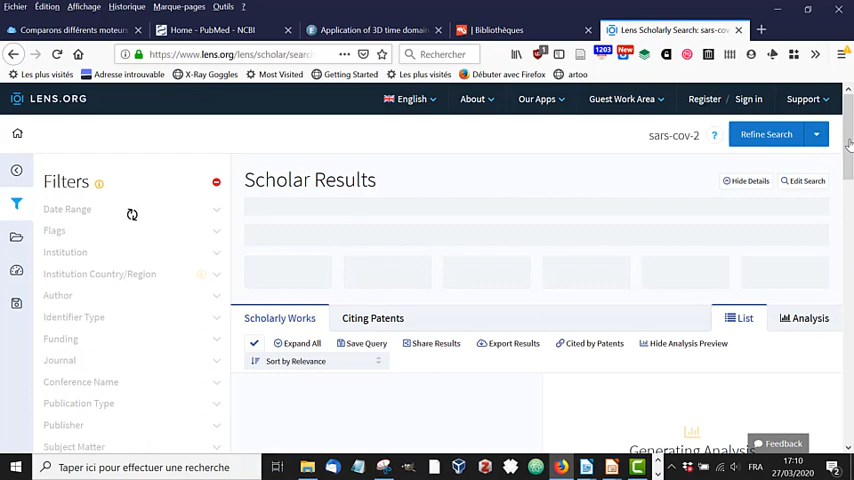 Fichier Édition Affichage Historique Marque-pages Outils ?
Comparons différents moteurs Home - PubMed - NCBI Application of 3D time domain | Bibliothèques Lens Scholarly Search: sars-cov
https://www.lens.org/lens/scholar/search Rechercher 1203 New
Les plus visités Adresse introuvable X-Ray Goggles Most Visited Getting Started Les plus visités Débuter avec Firefox artoo
LENS.ORG English About Our Apps Guest Work Area Register Sign in Support
sars-cov-2 ? Refine Search
Filters
Scholar Results
Hide Details Edit Search
Date Range
Flags
Institution
Institution Country/Region
Author
Identifier Type
Funding
Journal
Conference Name
Publication Type
Publisher
Subject Matter
Scholarly Works Citing Patents List Analysis
Expand All Save Query Share Results Export Results Cited by Patents Hide Analysis Preview
Sort by Relevance
Generating Analysis
Feedback
Taper ici pour effectuer une recherche
FRA
17:10
27/03/2020
2